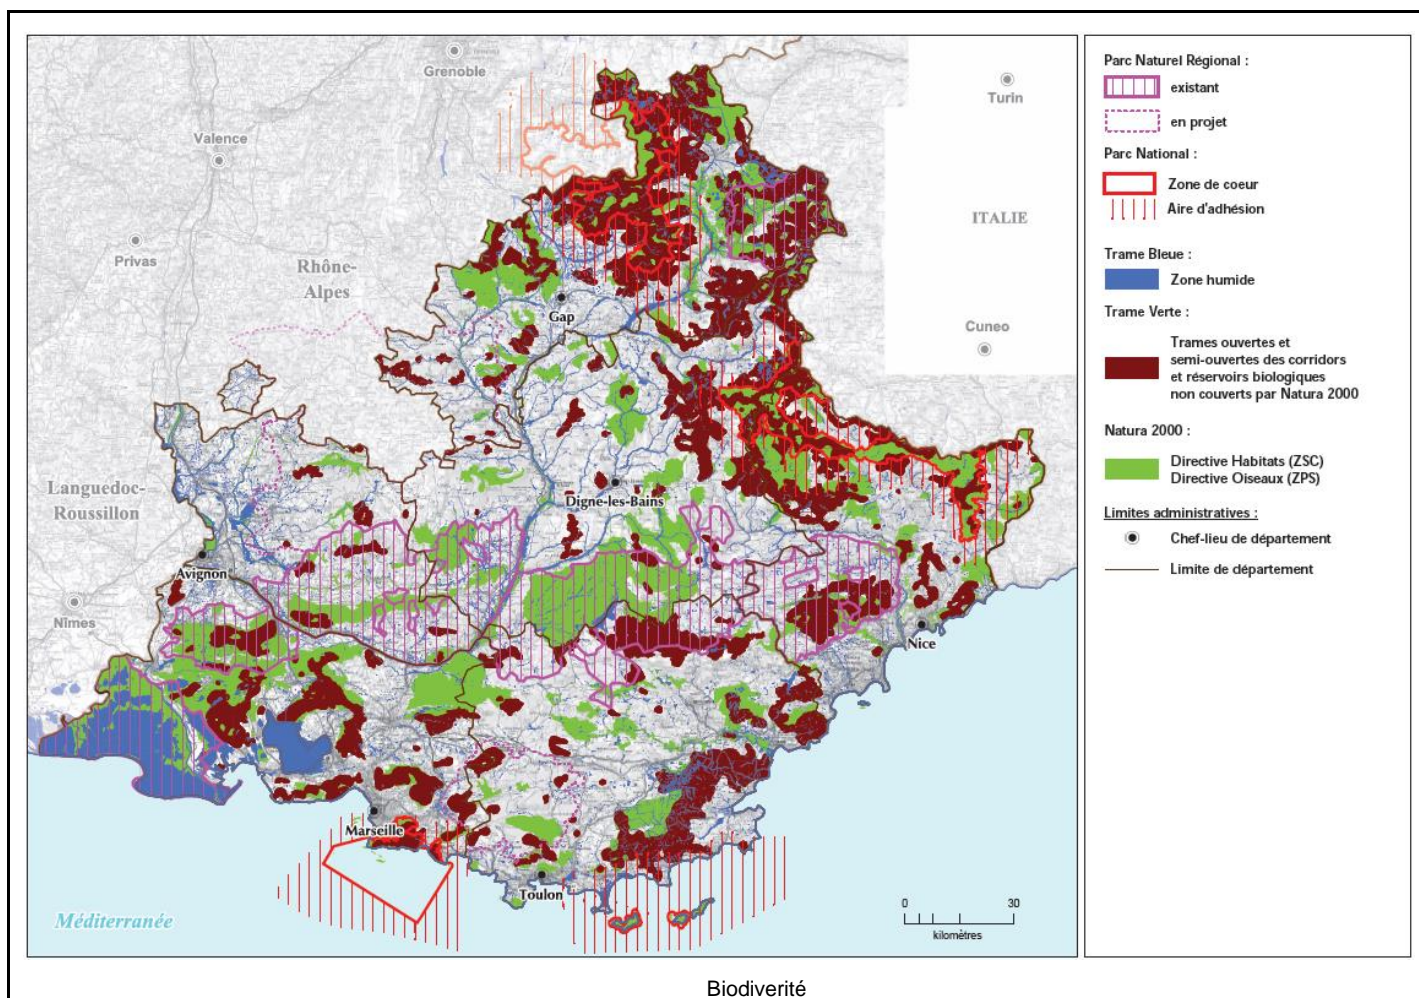 Grenoble
Turin
Valence
ITALIE
Privas
Rhône-
Alpes
Gap
Cuneo
Languedoc-
Roussillon
Digne-les-Bains
Avignon
Nîmes
Nice
Marseille
Toulon
Méditerranée
0 30
kilomètres
Parc Naturel Régional :
existant
en projet
Parc National :
Zone de coeur
Aire d'adhésion
Trame Bleue :
Zone humide
Trame Verte :
Trames ouvertes et
semi-ouvertes des corridors
et réservoirs biologiques
non couverts par Natura 2000
Natura 2000 :
Directive Habitats (ZSC)
Directive Oiseaux (ZPS)
Limites administratives :
Chef-lieu de département
Limite de département
Biodiverité